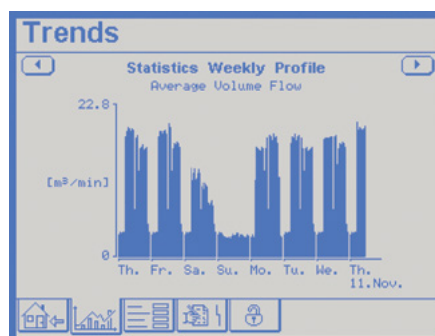 Trends
Statistics Weekly Profile
Average Volume Flow
22.8
[m³/min]
0
Th. Fr. Sa. Su. Mo. Tu. We. Th.
11.Nov.